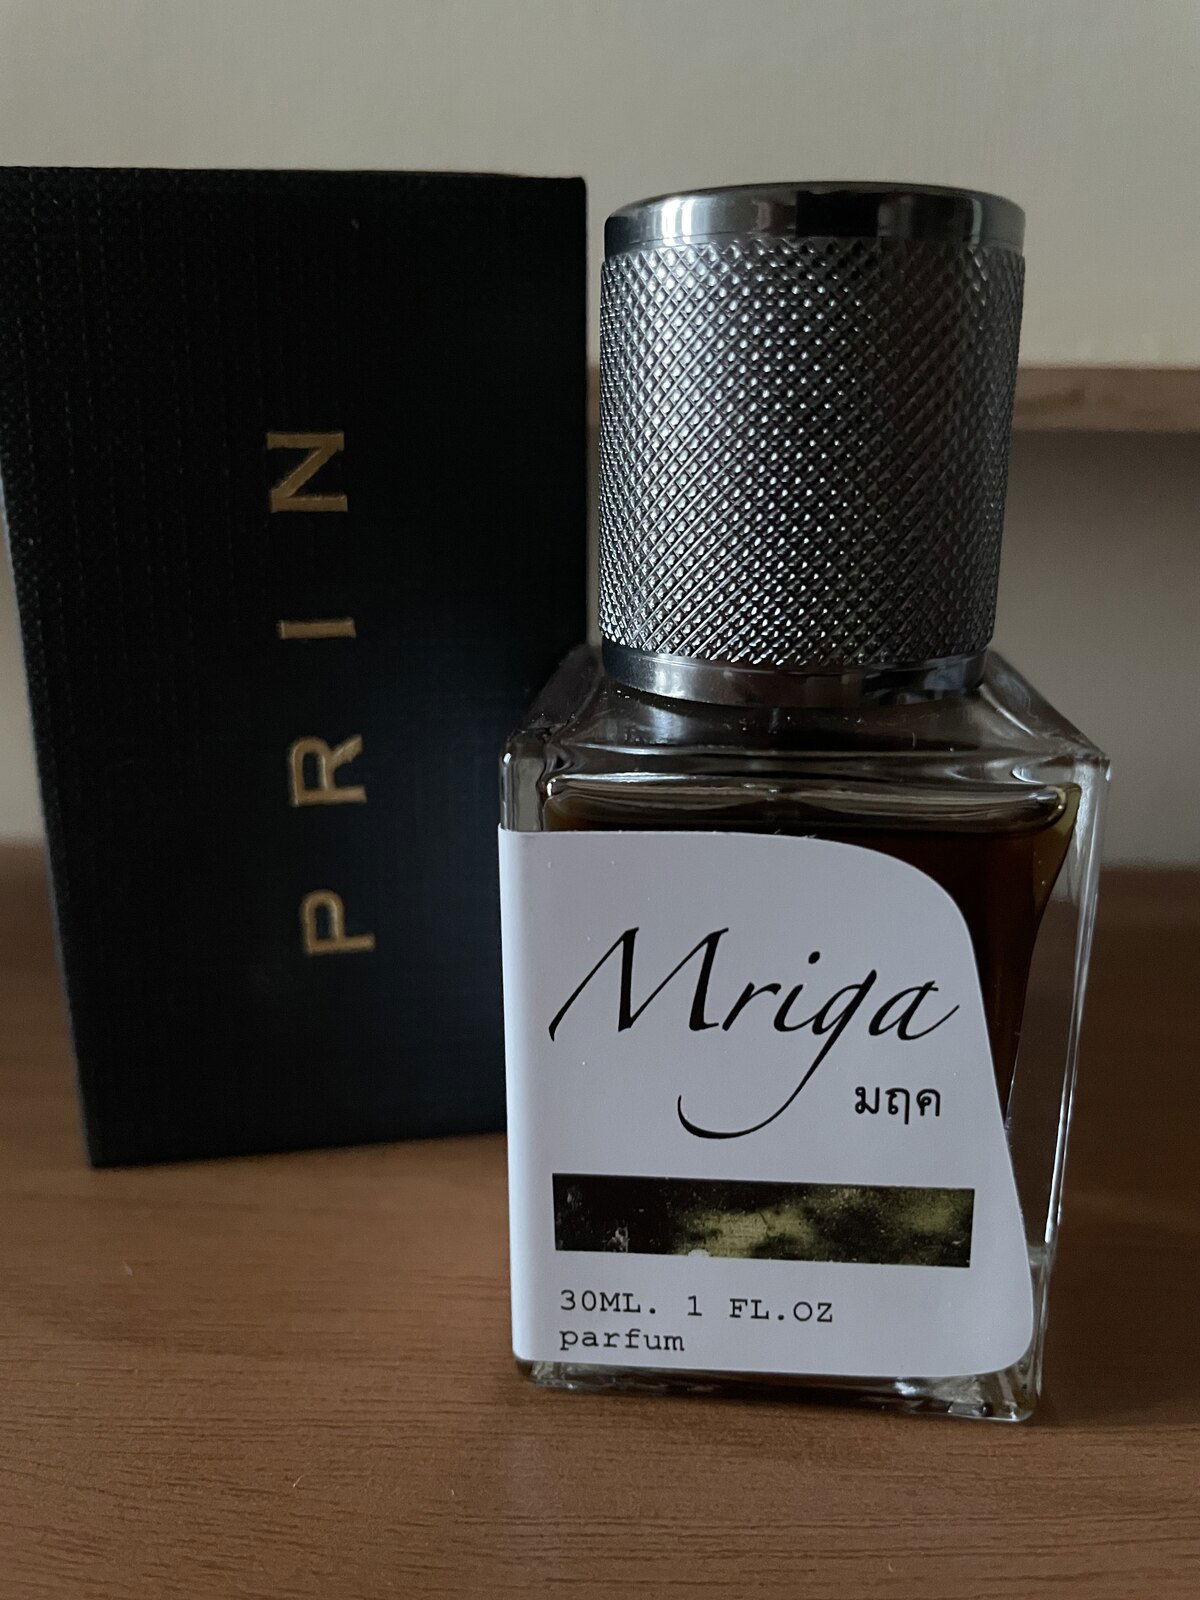 PRIN
Mriga
มฤค
30ML. 1 FL.OZ
parfum